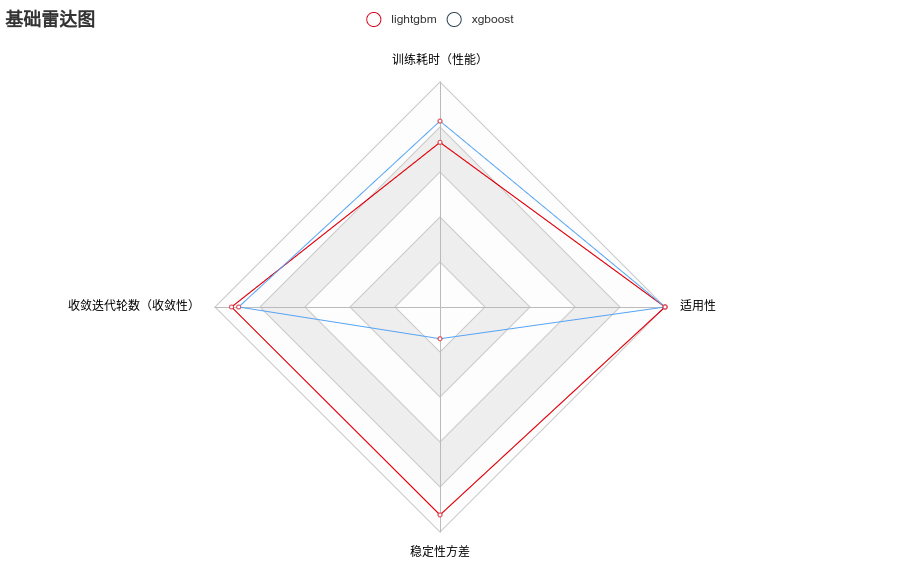 基础雷达图
lightgbm xgboost
训练耗时（性能）
收敛迭代轮数（收敛性）
适用性
稳定性方差